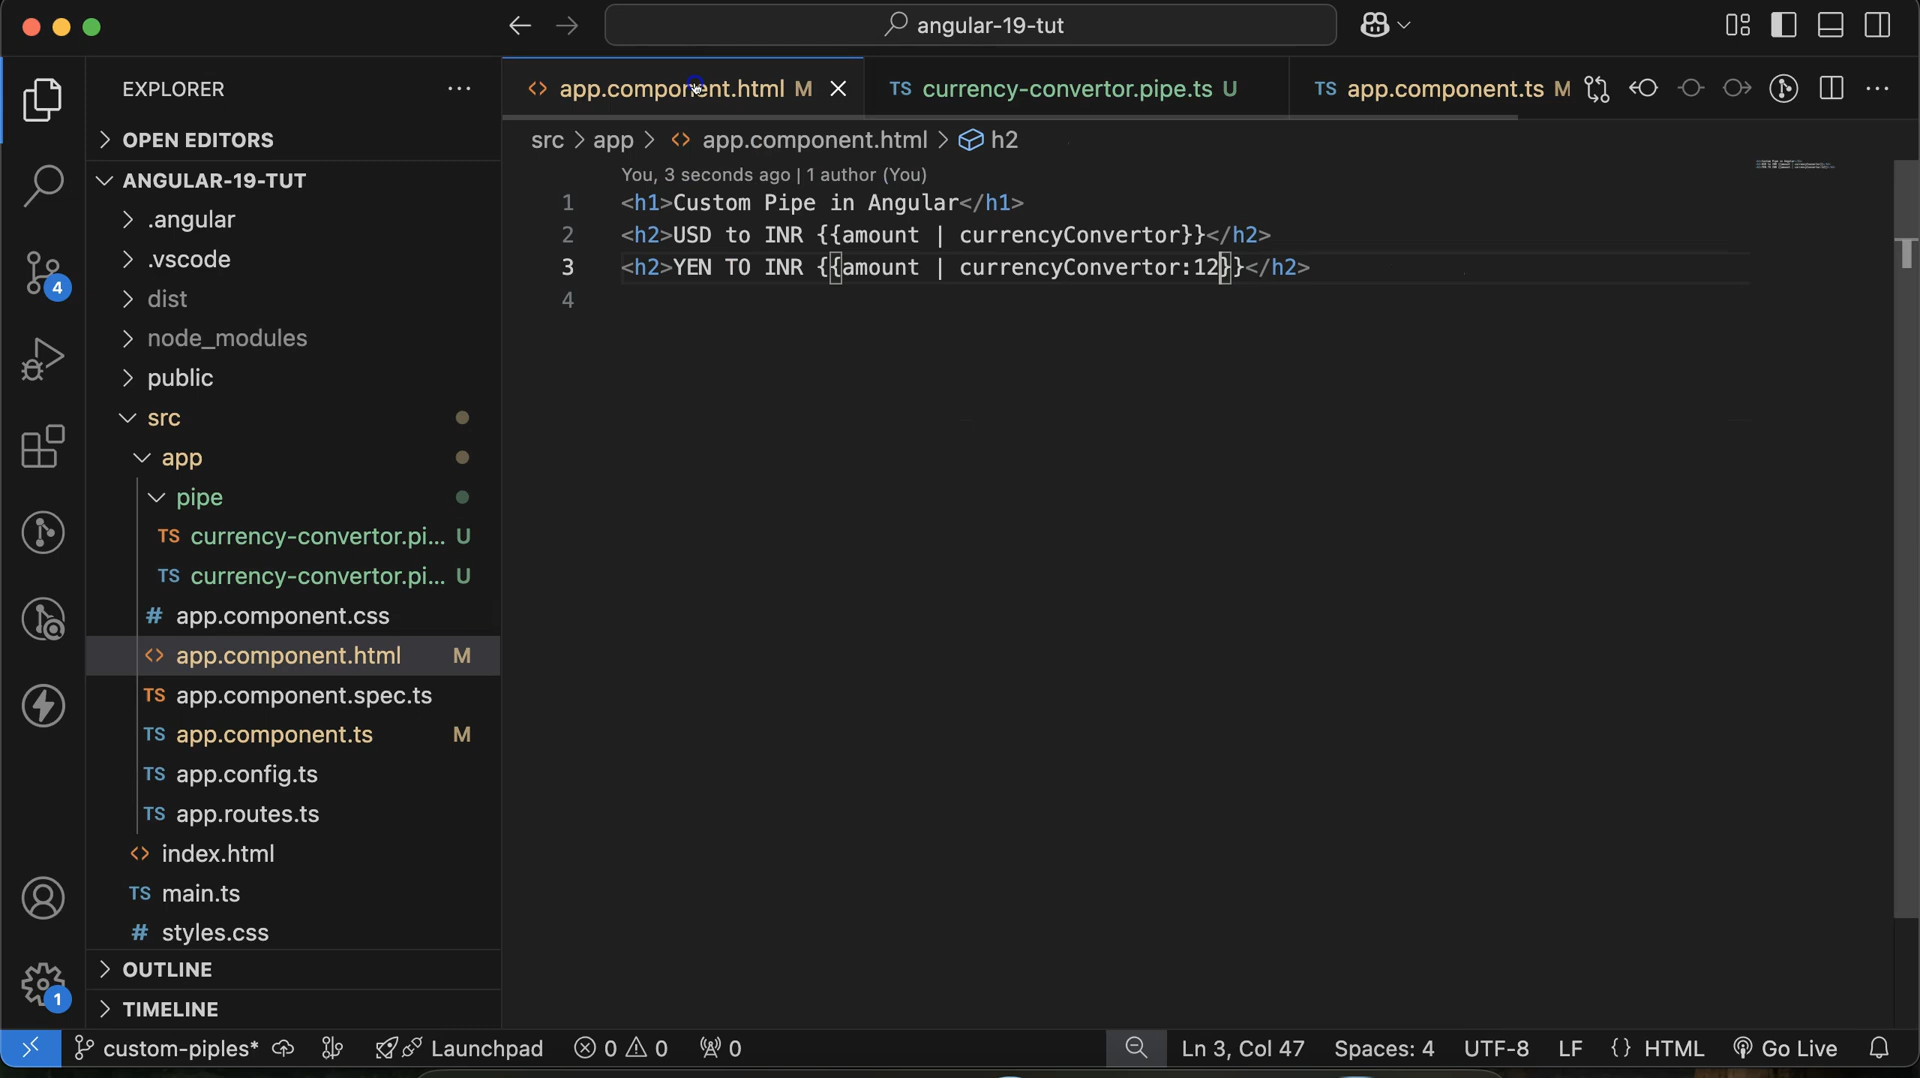 angular-19-tut
EXPLORER
OPEN EDITORS
ANGULAR-19-TUT
.angular
.vscode
dist
node_modules
public
src
app
pipe
TS currency-convertor.pi... U
TS currency-convertor.pi... U
# app.component.css
<> app.component.html M
TS app.component.spec.ts
TS app.component.ts M
TS app.config.ts
TS app.routes.ts
<> index.html
TS main.ts
# styles.css
OUTLINE
TIMELINE
4
1
<> app.component.html M
TS currency-convertor.pipe.ts U
TS app.component.ts M
src > app > <> app.component.html > h2
You, 3 seconds ago | 1 author (You)
1 <h1>Custom Pipe in Angular</h1>
2 <h2>USD to INR {{amount | currencyConvertor}}</h2>
3 <h2>YEN TO INR {{amount | currencyConvertor:12}}</h2>
4
custom-piples* Launchpad 0 0 0 Ln 3, Col 47 Spaces: 4 UTF-8 LF {} HTML Go Live